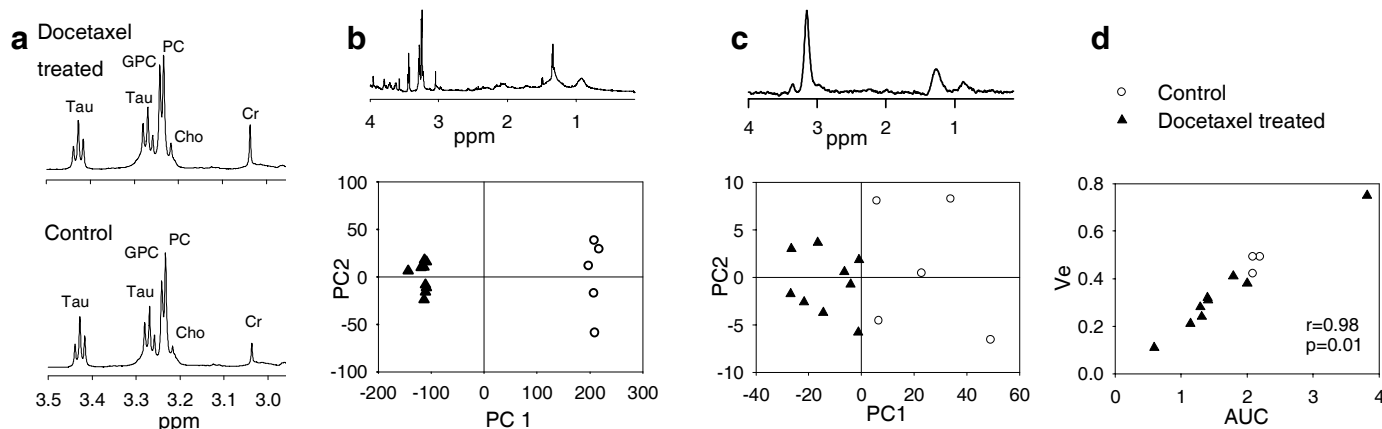 a
Docetaxel
treated
PC
GPC
Tau
Tau
Cho
Cr
Control
PC
GPC
Tau
Tau
Cho
Cr
3.5 3.4 3.3 3.2 3.1 3.0
ppm
b
4 3 2 1
ppm
100
50
0
-50
-100
PC2
-200 -100 0 100 200 300
PC 1
c
4 3 2 1
ppm
10
5
0
-5
-10
PC2
-40 -20 0 20 40 60
PC1
d
Control
Docetaxel treated
0.8
0.6
0.4
0.2
0.0
Ve
r=0.98
p=0.01
0 1 2 3 4
AUC